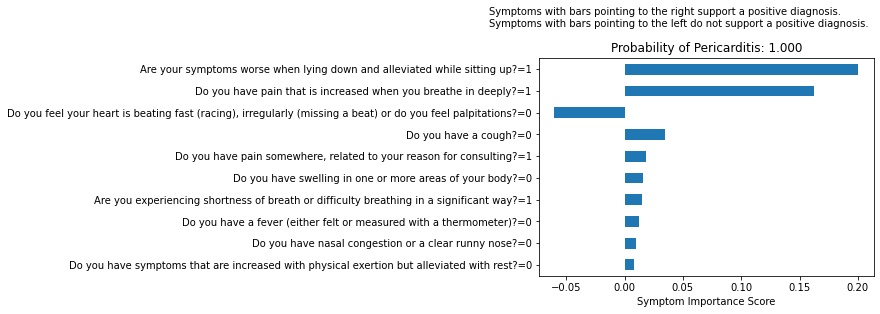 Symptoms with bars pointing to the right support a positive diagnosis.
Symptoms with bars pointing to the left do not support a positive diagnosis.
Probability of Pericarditis: 1.000
Are your symptoms worse when lying down and alleviated while sitting up?=1
Do you have pain that is increased when you breathe in deeply?=1
Do you feel your heart is beating fast (racing), irregularly (missing a beat) or do you feel palpitations?=0
Do you have a cough?=0
Do you have pain somewhere, related to your reason for consulting?=1
Do you have swelling in one or more areas of your body?=0
Are you experiencing shortness of breath or difficulty breathing in a significant way?=1
Do you have a fever (either felt or measured with a thermometer)?=0
Do you have nasal congestion or a clear runny nose?=0
Do you have symptoms that are increased with physical exertion but alleviated with rest?=0
−0.05 0.00 0.05 0.10 0.15 0.20
Symptom Importance Score